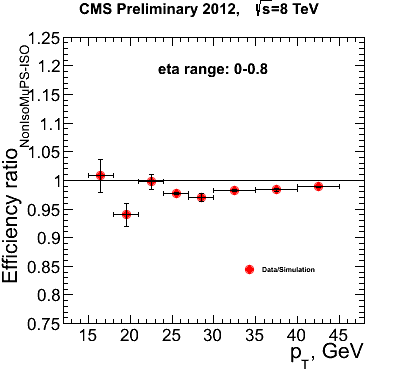 CMS Preliminary 2012, √s=8 TeV
eta range: 0-0.8
Efficiency ratio NonIsoMuPS-ISO
1.25
1.2
1.15
1.1
1.05
1
0.95
0.9
0.85
0.8
0.75
Data/Simulation
15 20 25 30 35 40 45
pT, GeV